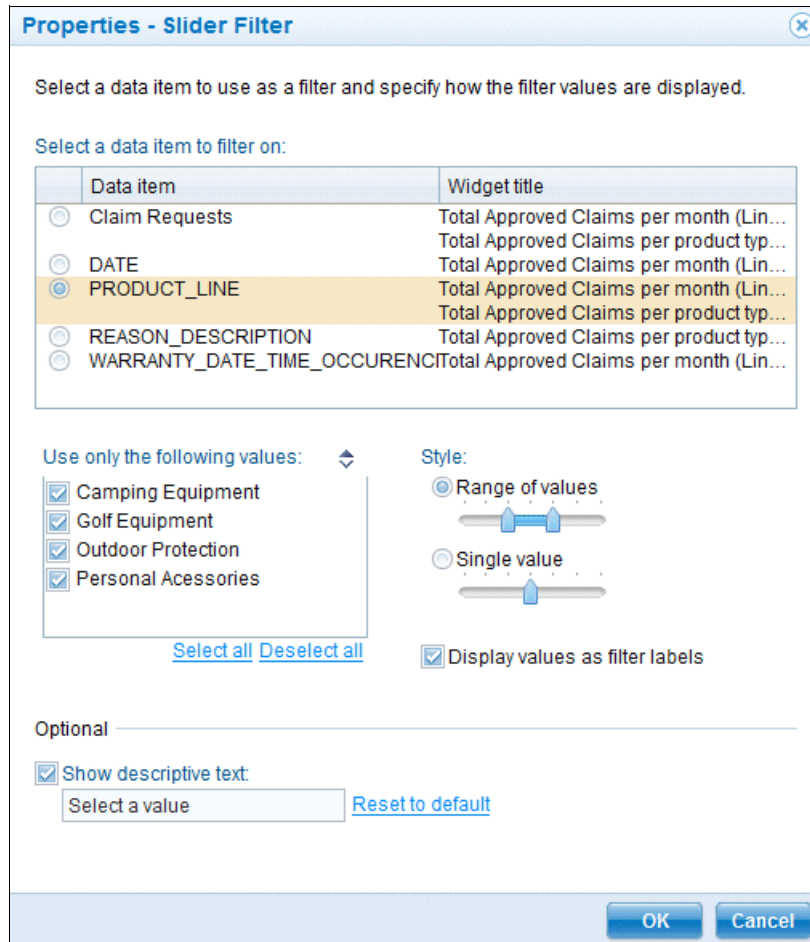 Properties - Slider Filter
Select a data item to use as a filter and specify how the filter values are displayed.
Select a data item to filter on:
Data item Widget title
Claim Requests Total Approved Claims per month (Lin...
Total Approved Claims per product typ...
DATE Total Approved Claims per month (Lin...
PRODUCT_LINE Total Approved Claims per month (Lin...
Total Approved Claims per product typ...
REASON_DESCRIPTION Total Approved Claims per product typ...
WARRANTY_DATE_TIME_OCCURENCI Total Approved Claims per month (Lin...
Use only the following values: Style:
Camping Equipment Range of values
Golf Equipment
Outdoor Protection Single value
Personal Acessories
Select all Deselect all Display values as filter labels
Optional
Show descriptive text:
Select a value Reset to default
OK Cancel